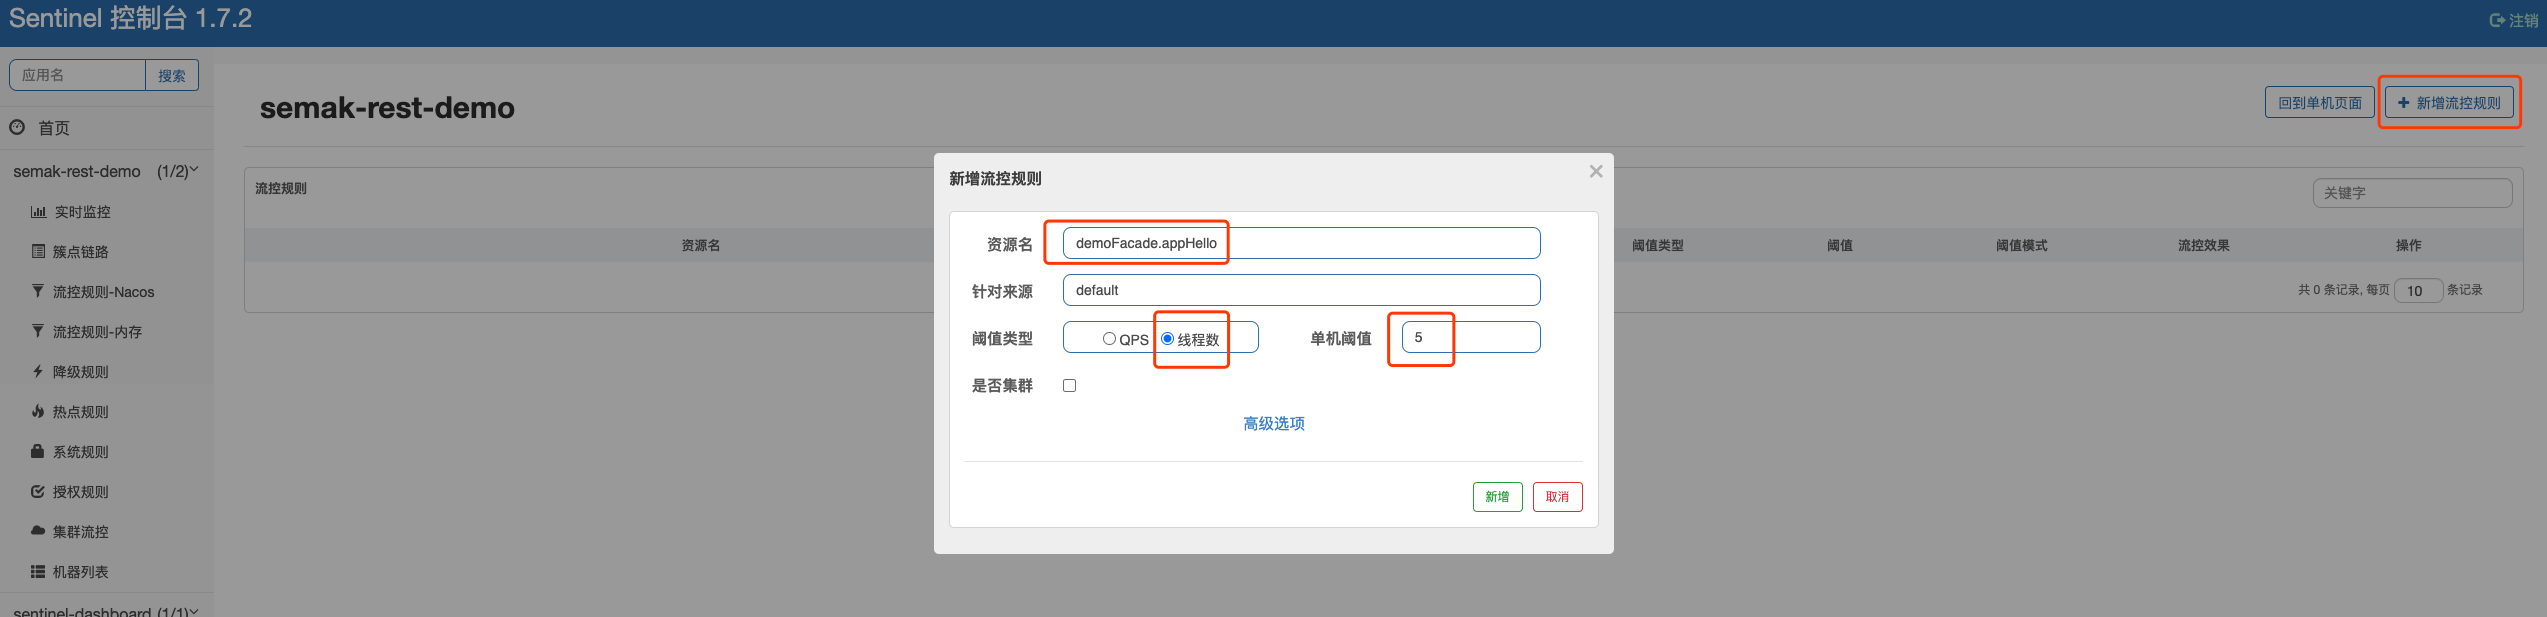 Sentinel 控制台 1.7.2
注销
应用名
搜索
首页
semak-rest-demo (1/2)
实时监控
簇点链路
流控规则-Nacos
流控规则-内存
降级规则
热点规则
系统规则
授权规则
集群流控
机器列表
sentinel-dashboard (1/1)
semak-rest-demo
回到单机页面
新增流控规则
流控规则
关键字
资源名
阈值类型
阈值
阈值模式
流控效果
操作
共 0 条记录, 每页 10 条记录
新增流控规则
资源名 demoFacade.appHello
针对来源 default
阈值类型 QPS 线程数 单机阈值 5
是否集群
高级选项
新增
取消